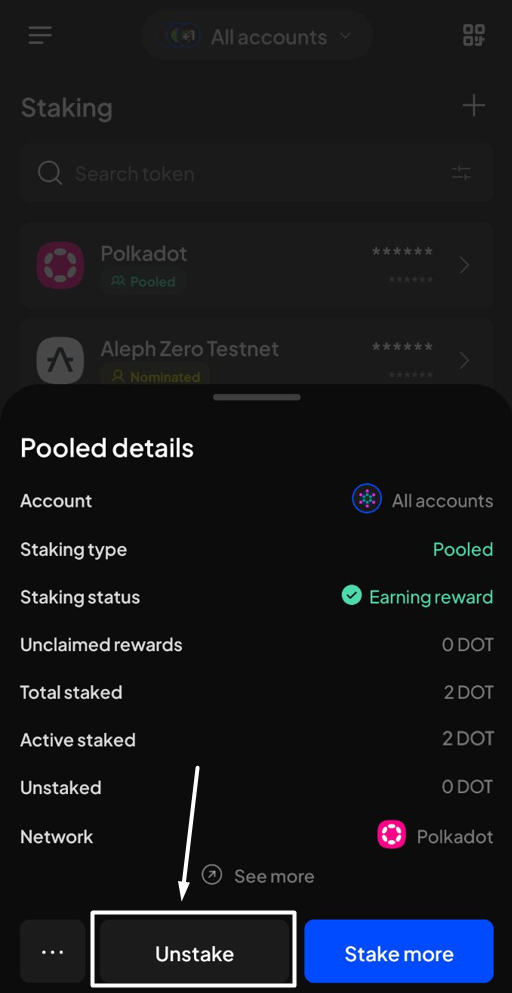 All accounts
Staking
Search token
Polkadot ******
Pooled ******
Aleph Zero Testnet ******
Nominated ******
Pooled details
Account All accounts
Staking type Pooled
Staking status Earning reward
Unclaimed rewards 0 DOT
Total staked 2 DOT
Active staked 2 DOT
Unstaked 0 DOT
Network Polkadot
See more
... Unstake Stake more